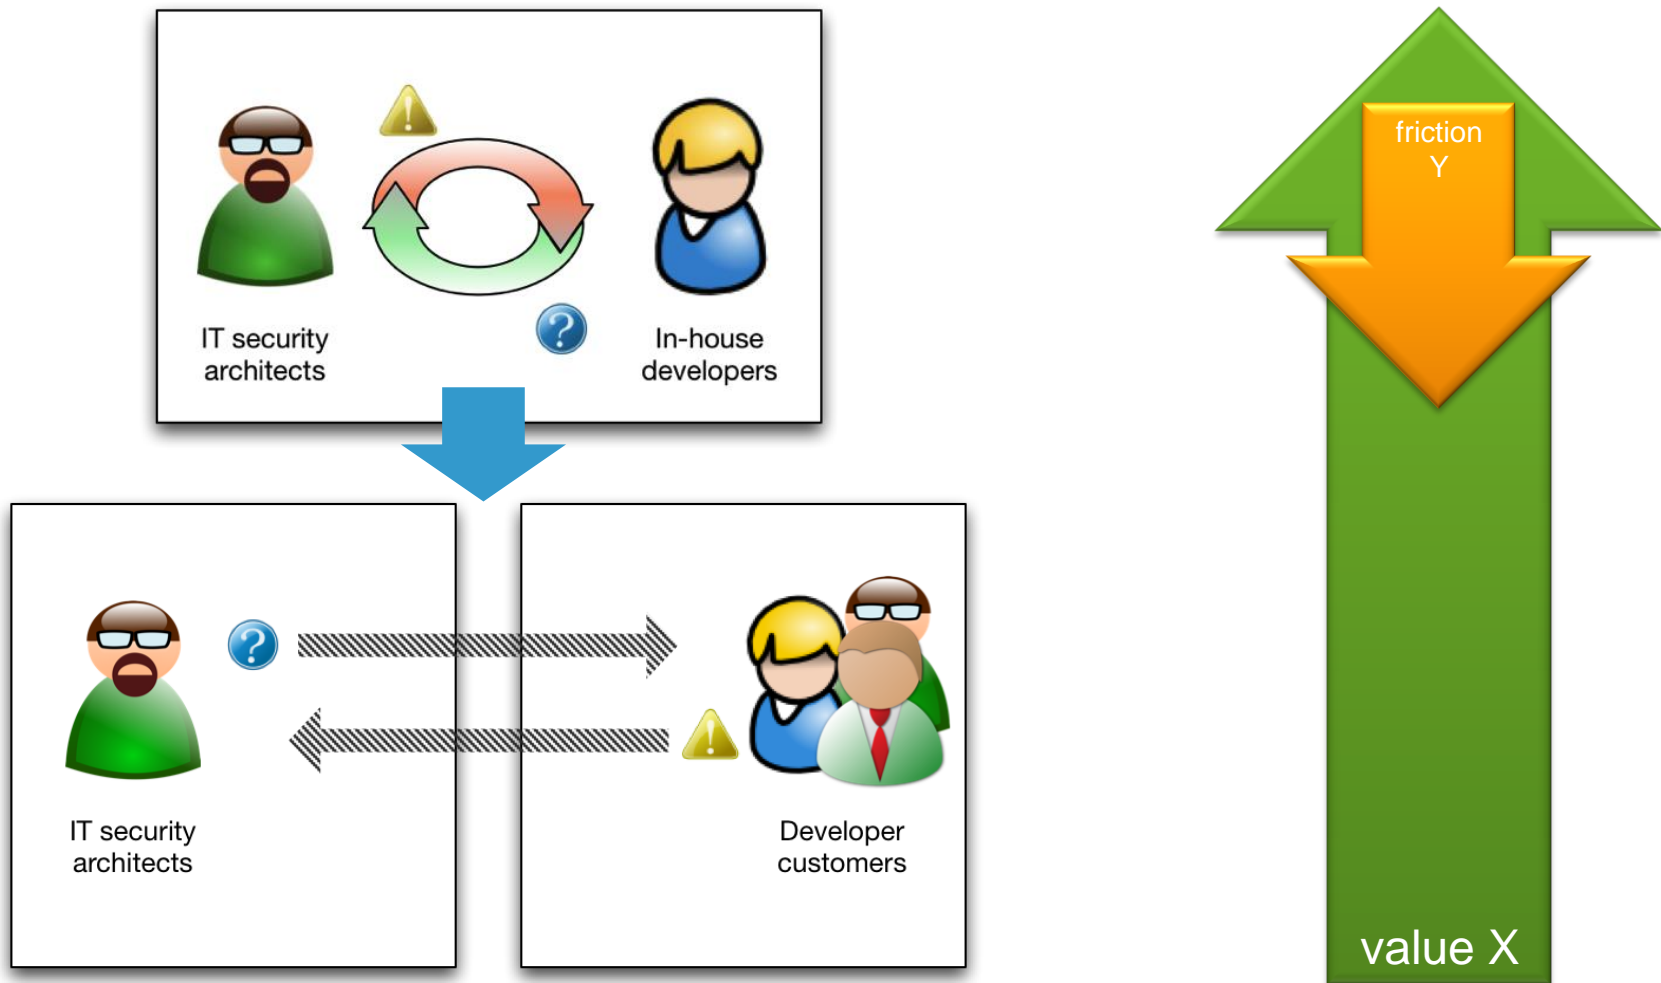 IT security
architects
In-house
developers
IT security
architects
Developer
customers
friction
Y
value X